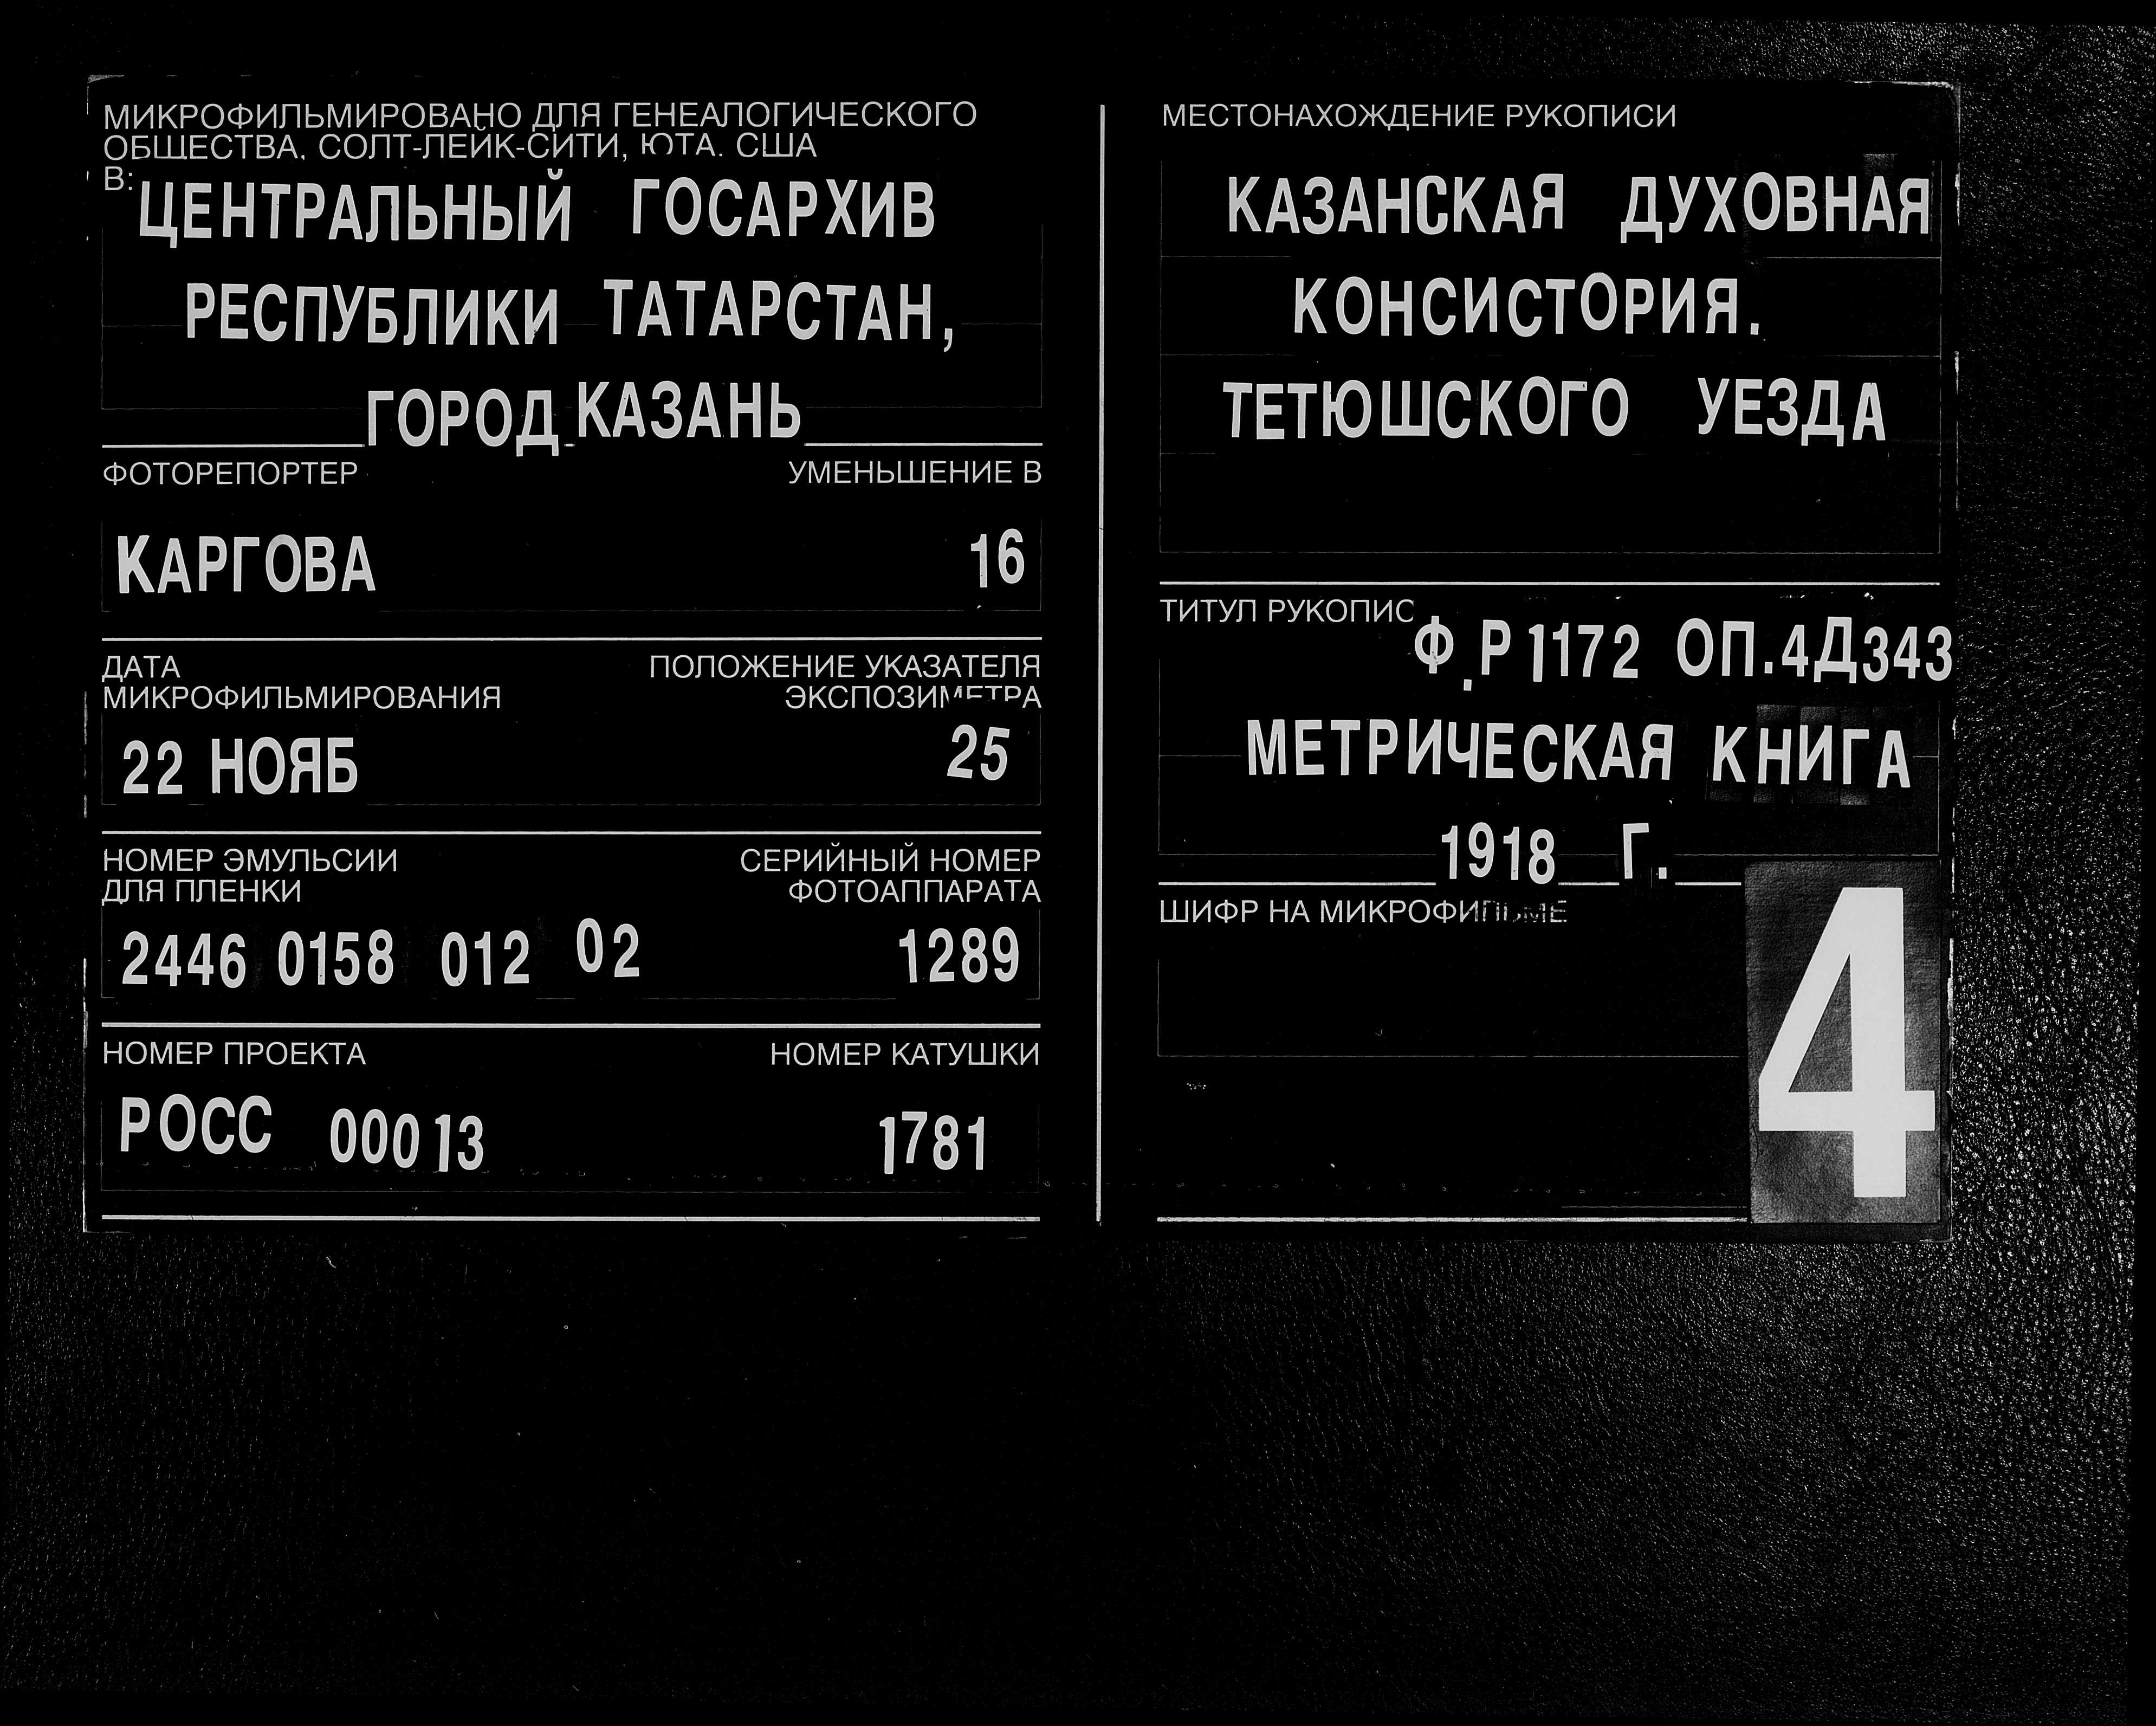 МИКРОФИЛЬМИРОВАНО ДЛЯ ГЕНЕАЛОГИЧЕСКОГО
ОБЩЕСТВА, СОЛТ-ЛЕЙК-СИТИ, ЮТА. США
В:
ЦЕНТРАЛЬНЫЙ ГОСАРХИВ
РЕСПУБЛИКИ ТАТАРСТАН,
ГОРОД КАЗАНЬ
ФОТОРЕПОРТЕР УМЕНЬШЕНИЕ В
КАРГОВА 16
ДАТА ПОЛОЖЕНИЕ УКАЗАТЕЛЯ
МИКРОФИЛЬМИРОВАНИЯ ЭКСПОЗИМЕТРА
22 НОЯБ 25
НОМЕР ЭМУЛЬСИИ СЕРИЙНЫЙ НОМЕР
ДЛЯ ПЛЕНКИ ФОТОАППАРАТА
2446 0158 012 02 1289
НОМЕР ПРОЕКТА НОМЕР КАТУШКИ
РОСС 00013 1781
МЕСТОНАХОЖДЕНИЕ РУКОПИСИ
КАЗАНСКАЯ ДУХОВНАЯ
КОНСИСТОРИЯ.
ТЕТЮШСКОГО УЕЗДА
ТИТУЛ РУКОПИС
Ф.Р1172 ОП.4Д343
МЕТРИЧЕСКАЯ КНИГА
1918 Г.
ШИФР НА МИКРОФИЛЬМЕ
4